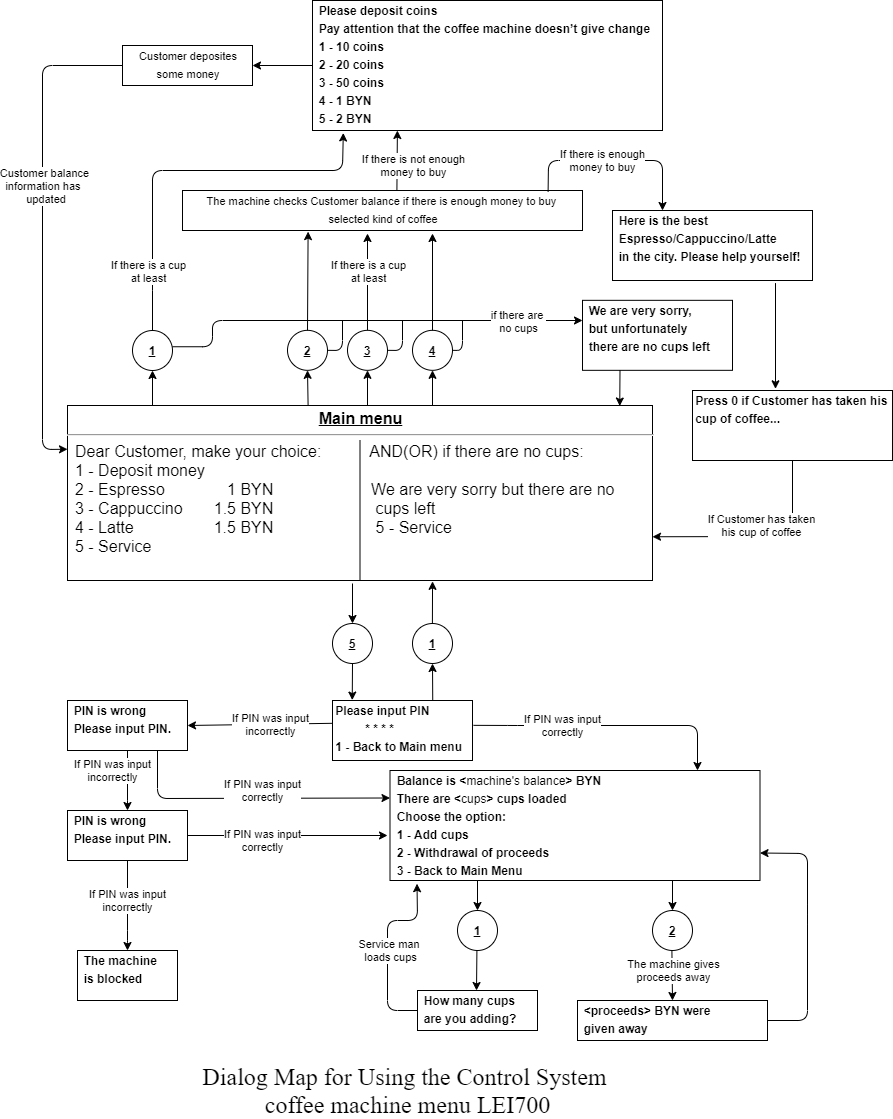 Please deposit coins
Pay attention that the coffee machine doesn't give change
1 - 10 coins
2 - 20 coins
3 - 50 coins
4 - 1 BYN
5 - 2 BYN
Customer deposites
some money
Customer balance
information has
updated
If there is not enough
money to buy
If there is enough
money to buy
The machine checks Customer balance if there is enough money to buy
selected kind of coffee
Here is the best
Espresso/Cappuccino/Latte
in the city. Please help yourself!
If there is a cup
at least
If there is a cup
at least
if there are
no cups
We are very sorry,
but unfortunately
there are no cups left
1
2
3
4
Press 0 if Customer has taken his
cup of coffee...
Main menu
Dear Customer, make your choice:
1 - Deposit money
2 - Espresso 1 BYN
3 - Cappuccino 1.5 BYN
4 - Latte 1.5 BYN
5 - Service
AND(OR) if there are no cups:
We are very sorry but there are no
cups left
5 - Service
If Customer has taken
his cup of coffee
5
1
PIN is wrong
Please input PIN.
If PIN was input
incorrectly
Please input PIN
* * * *
1 - Back to Main menu
If PIN was input
correctly
If PIN was input
incorrectly
If PIN was input
correctly
Balance is <machine's balance> BYN
There are <cups> cups loaded
Choose the option:
1 - Add cups
2 - Withdrawal of proceeds
3 - Back to Main Menu
PIN is wrong
Please input PIN.
If PIN was input
correctly
If PIN was input
incorrectly
The machine
is blocked
Service man
loads cups
1
2
The machine gives
proceeds away
How many cups
are you adding?
<proceeds> BYN were
given away
Dialog Map for Using the Control System
coffee machine menu LEI700